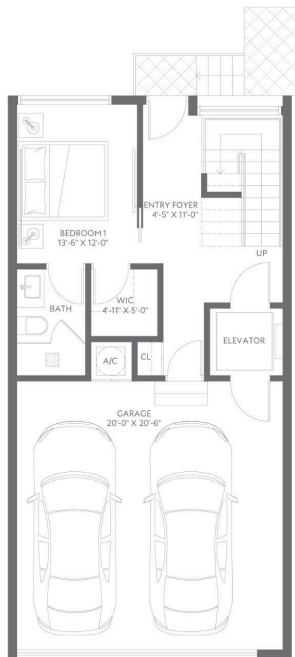 ENTRY FOYER
4'-5" X 11'-0"
BEDROOM 1
13'-6" X 12'-0"
UP
BATH
WIC
4'-11" X 5'-0"
ELEVATOR
A/C
CL
GARAGE
20'-0" X 20'-6"